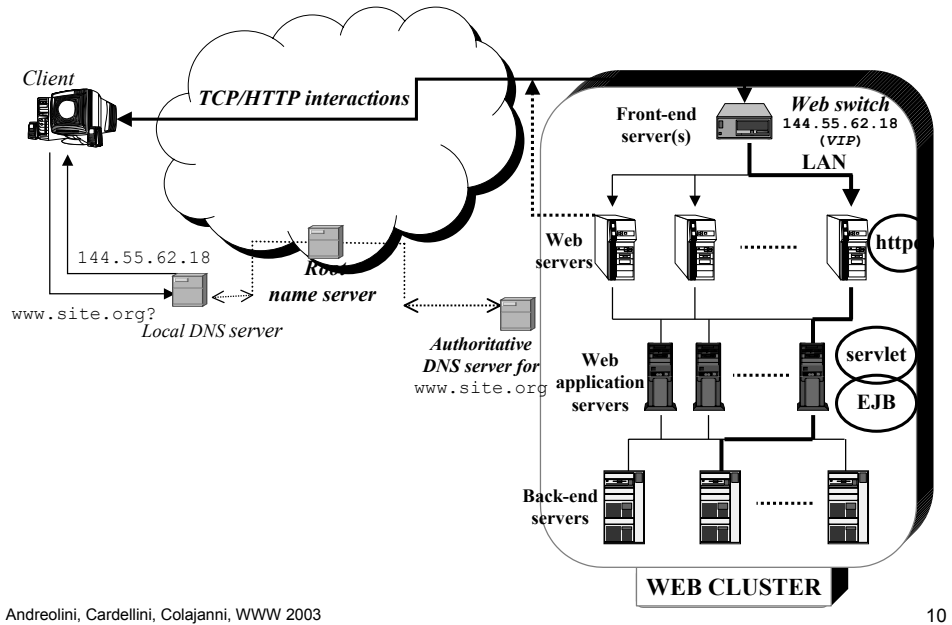 Client
TCP/HTTP interactions
Front-end
server(s)
Web switch
144.55.62.18
(VIP)
LAN
Web
servers
httpd
144.55.62.18
Root
name server
www.site.org?
Local DNS server
Authoritative
DNS server for
www.site.org
Web
application
servers
servlet
EJB
Back-end
servers
WEB CLUSTER
Andreolini, Cardellini, Colajanni, WWW 2003
10